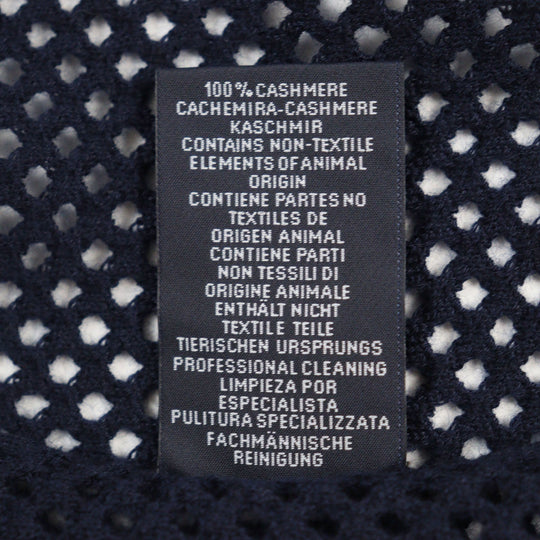 100% CASHMERE
CACHEMIRA-CASHMERE
KASCHMIR
CONTAINS NON-TEXTILE
ELEMENTS OF ANIMAL
ORIGIN
CONTIENE PARTES NO
TEXTILES DE
ORIGEN ANIMAL
CONTIENE PARTI
NON TESSILI DI
ORIGINE ANIMALE
ENTHÄLT NICHT
TEXTILE TEILE
TIERISCHEN URSPRUNGS
PROFESSIONAL CLEANING
LIMPIEZA POR
ESPECIALISTA
PULITURA SPECIALIZZATA
FACHMÄNNISCHE
REINIGUNG